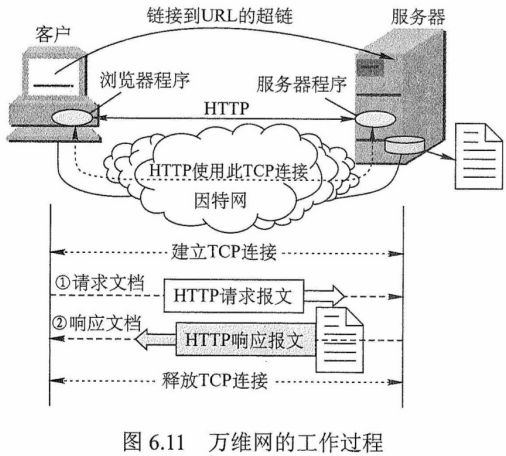 链接到URL的超链
客户
服务器
浏览器程序
服务器程序
HTTP
HTTP使用此TCP连接
因特网
建立TCP连接
①请求文档
HTTP请求报文
②响应文档
HTTP响应报文
释放TCP连接
图 6.11 万维网的工作过程